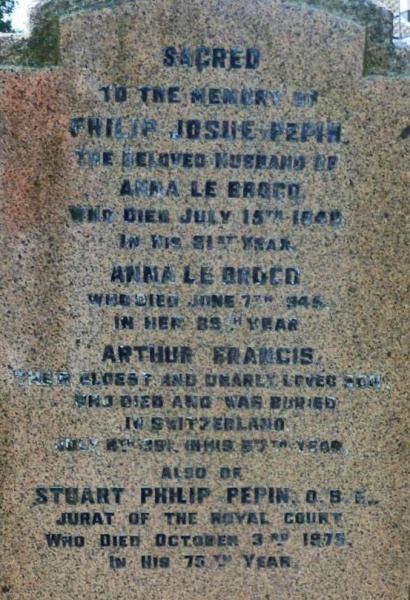 SACRED
TO THE MEMORY OF
PHILIP JOSUE PEPIN.
THE BELOVED HUSBAND OF
ANNA LE BROCQ
WHO DIED JULY 15TH 1940
IN HIS 81ST YEAR.
ANNA LE BROCQ
WHO DIED JUNE 7TH 1945.
IN HER YEAR
ARTHUR FRANCIS.
THEIR ELDEST AND DEARLY LOVED SON.
WHO DIED AND WAS BURIED
IN SWITZERLAND
JULY IN HIS YEAR.
ALSO OF
STUART PHILIP PEPIN. O.B.E.,
JURAT OF THE ROYAL COURT
WHO DIED OCTOBER 3RD 1975.
IN HIS 75TH YEAR.